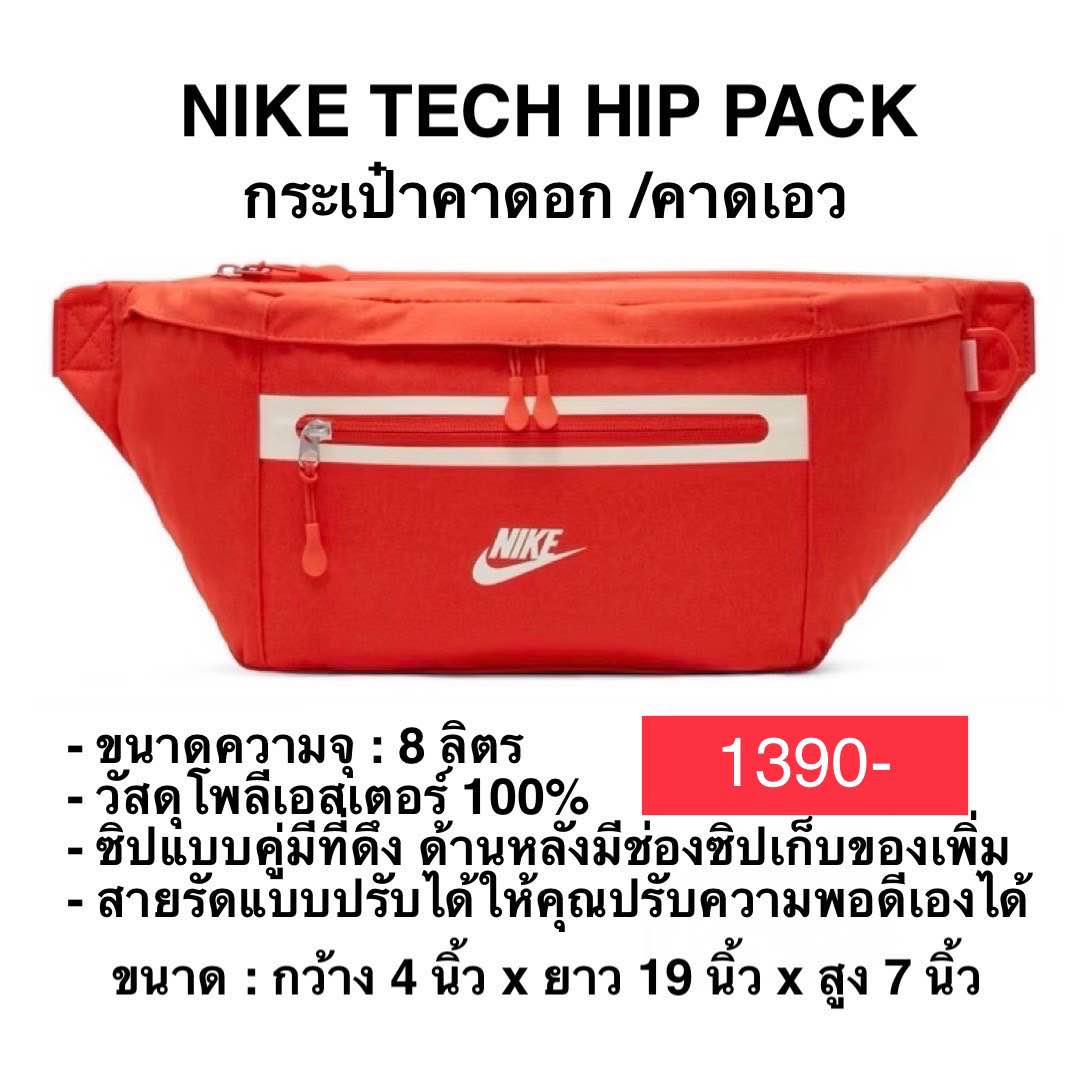 NIKE TECH HIP PACK
กระเป๋าคาดอก /คาดเอว
NIKE
- ขนาดความจุ : 8 ลิตร
1390-
- วัสดุโพลีเอสเตอร์ 100%
- ซิปแบบคู่มีที่ดึง ด้านหลังมีช่องซิปเก็บของเพิ่ม
- สายรัดแบบปรับได้ให้คุณปรับความพอดีเองได้
ขนาด : กว้าง 4 นิ้ว x ยาว 19 นิ้ว x สูง 7 นิ้ว